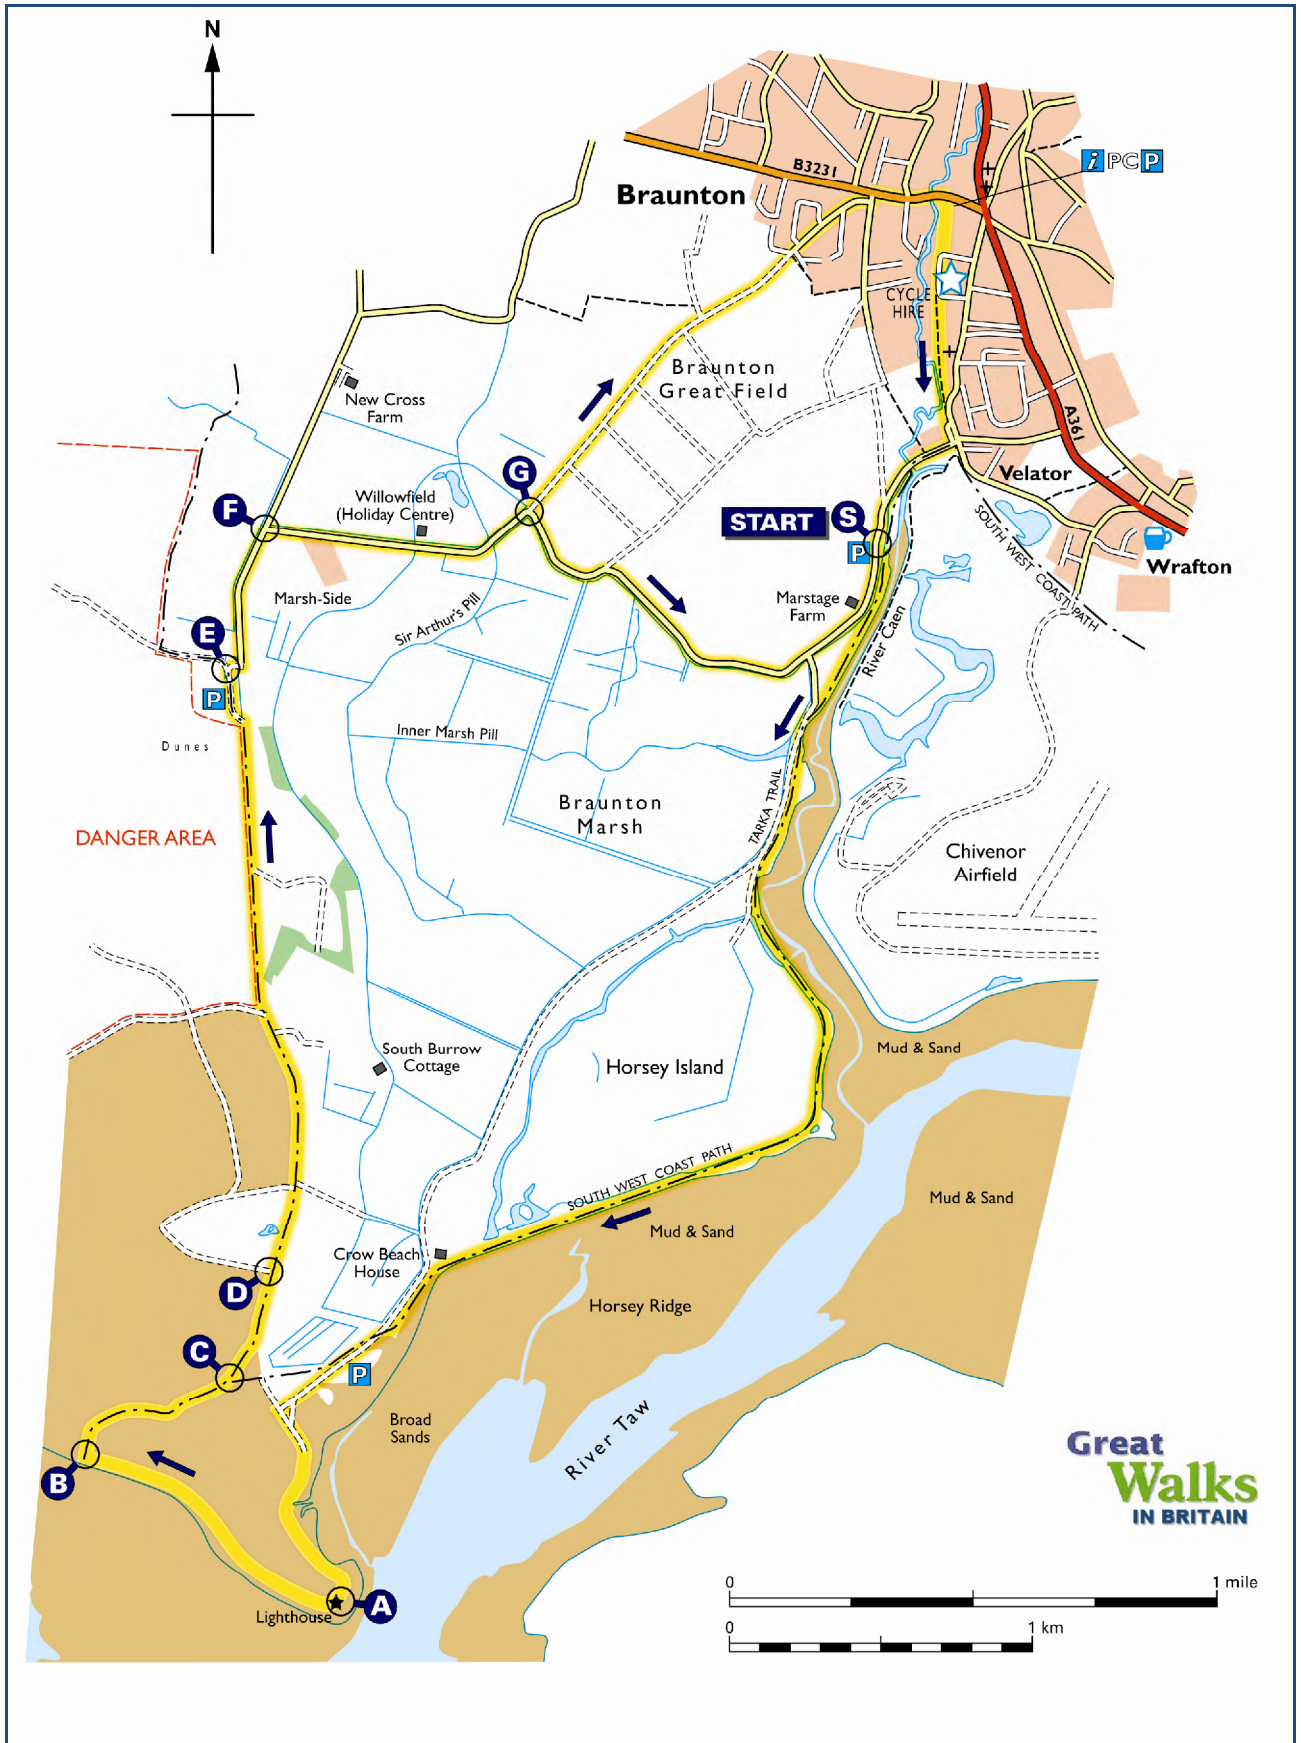 N
B3231
Braunton
i PC P
CYCLE
HIRE
Braunton
Great Field
New Cross
Farm
A361
Velator
G
Willowfield
(Holiday Centre)
F
START S
P
SOUTH WEST COAST PATH
Wrafton
Marsh-Side
Sir Arthur's Pill
Marstage
Farm
River Caen
E
P
Dunes
Inner Marsh Pill
TARKA TRAIL
Braunton
Marsh
DANGER AREA
Chivenor
Airfield
South Burrow
Cottage
Horsey Island
Mud & Sand
SOUTH WEST COAST PATH
Mud & Sand
Mud & Sand
Crow Beach
House
D
Horsey Ridge
C
P
Broad
Sands
River Taw
B
Great
Walks
IN BRITAIN
Lighthouse
A
0 1 mile
0 1 km